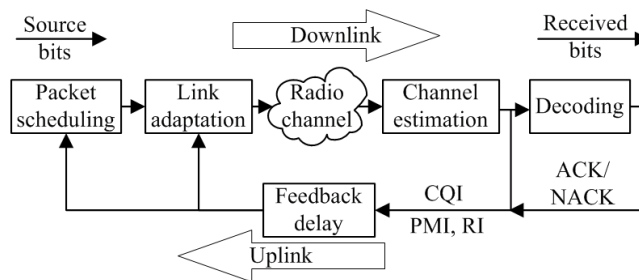 Source
bits
Downlink
Received
bits
Packet
scheduling
Link
adaptation
Radio
channel
Channel
estimation
Decoding
Feedback
delay
CQI
PMI, RI
ACK/
NACK
Uplink